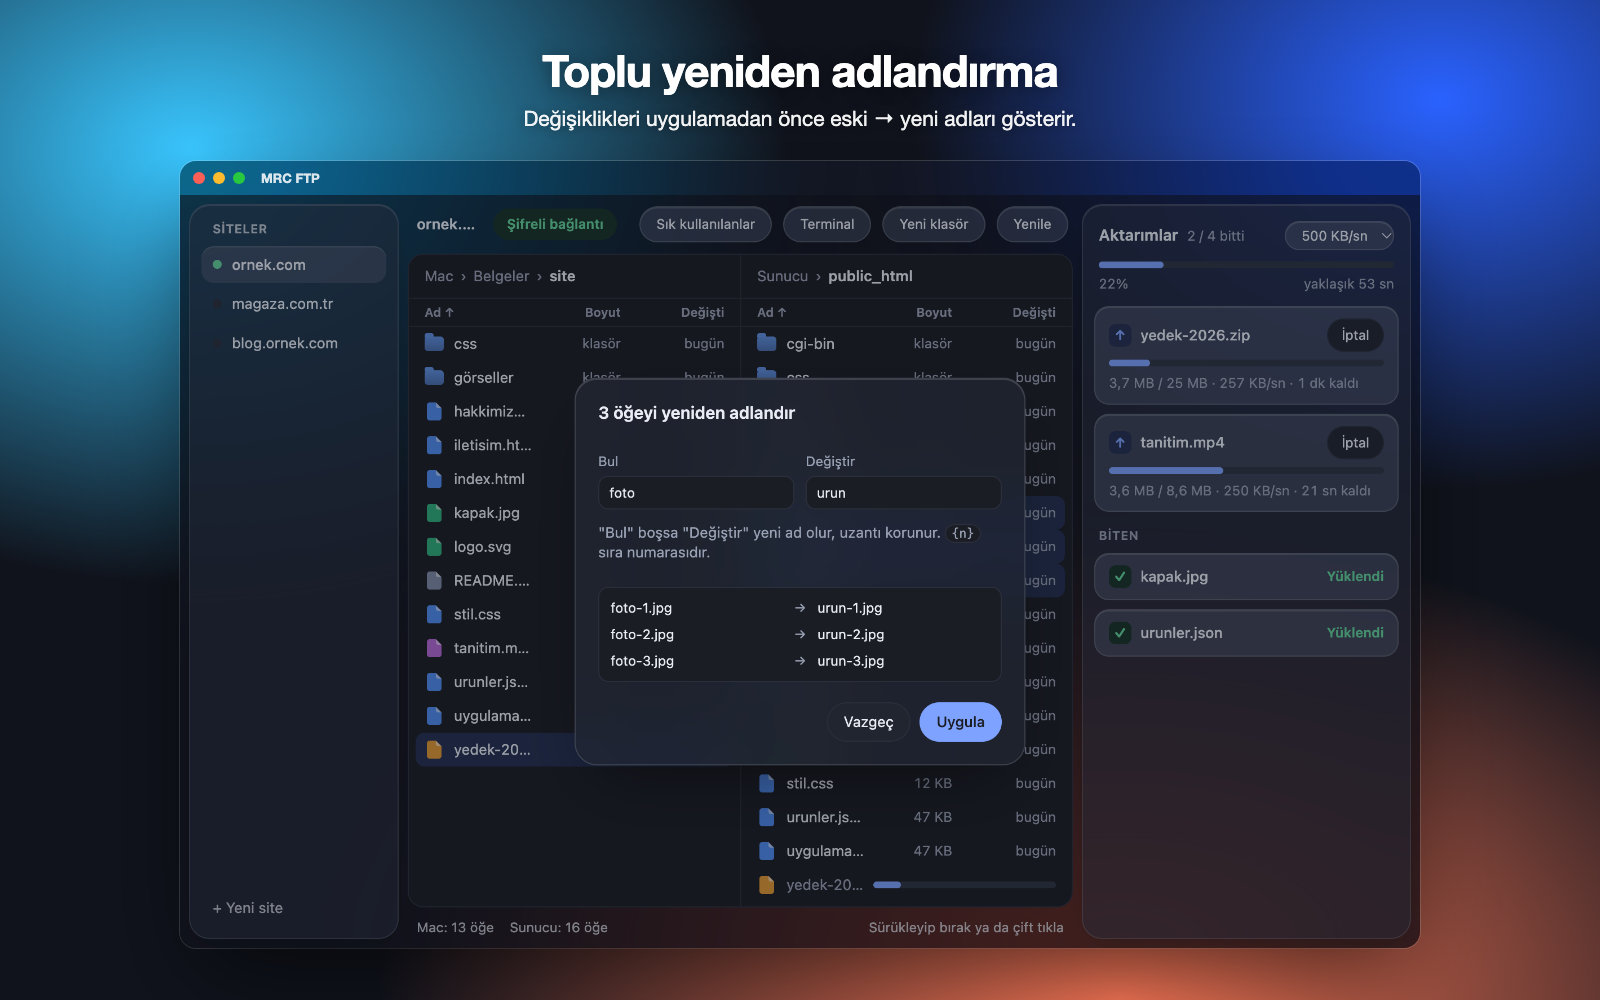 Toplu yeniden adlandırma
Değişiklikleri uygulamadan önce eski → yeni adları gösterir.
MRC FTP
SİTELER
ornek.com
magaza.com.tr
blog.ornek.com
+ Yeni site
ornek.... Şifreli bağlantı Sık kullanılanlar Terminal Yeni klasör Yenile
Mac › Belgeler › site
Ad ↑ Boyut Değişti
css klasör bugün
görseller klasör bugün
hakkimiz...
iletisim.ht...
index.html
kapak.jpg
logo.svg
README....
stil.css
tanitim.m...
urunler.js...
uygulama...
yedek-20...
Sunucu › public_html
Ad ↑ Boyut Değişti
cgi-bin klasör bugün
css klasör bugün
stil.css 12 KB bugün
urunler.js... 47 KB bugün
uygulama... 47 KB bugün
yedek-20...
3 öğeyi yeniden adlandır
Bul Değiştir
foto urun
"Bul" boşsa "Değiştir" yeni ad olur, uzantı korunur. {n}
sıra numarasıdır.
foto-1.jpg → urun-1.jpg
foto-2.jpg → urun-2.jpg
foto-3.jpg → urun-3.jpg
Vazgeç Uygula
Mac: 13 öğe Sunucu: 16 öğe Sürükleyip bırak ya da çift tıkla
Aktarımlar 2 / 4 bitti 500 KB/sn
22% yaklaşık 53 sn
yedek-2026.zip İptal
3,7 MB / 25 MB · 257 KB/sn · 1 dk kaldı
tanitim.mp4 İptal
3,6 MB / 8,6 MB · 250 KB/sn · 21 sn kaldı
BİTEN
kapak.jpg Yüklendi
urunler.json Yüklendi